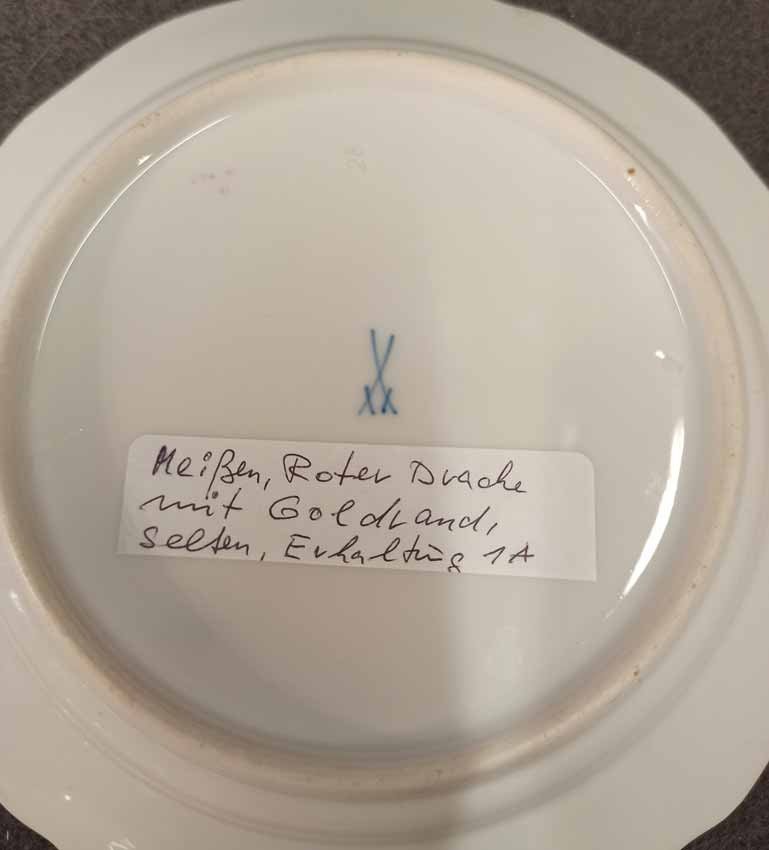 Meißen, Roter Drache
mit Goldrand,
selten, Erhaltung 1A